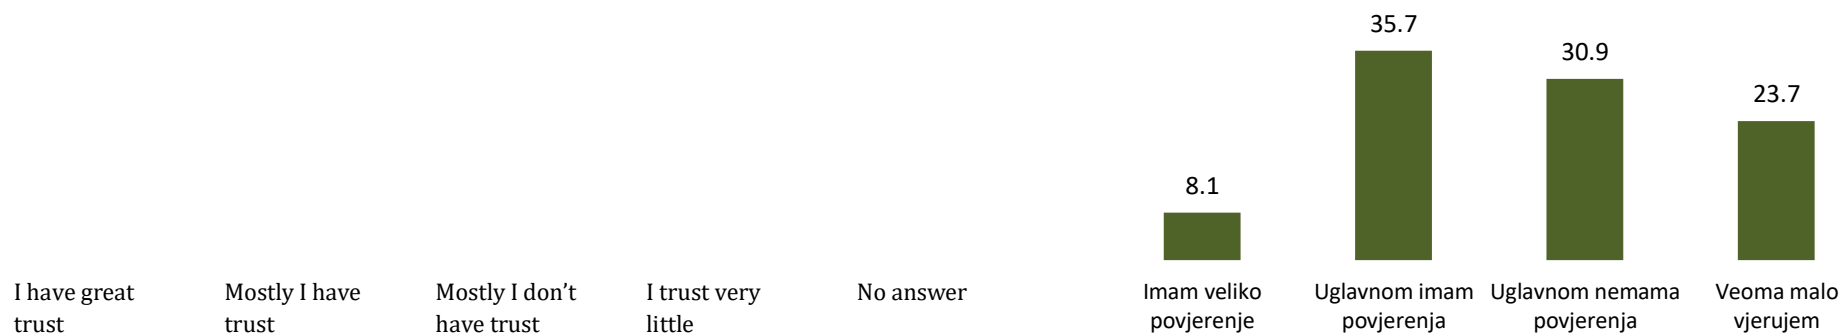 35.7
30.9
23.7
8.1
I have great
trust
Mostly I have
trust
Mostly I don’t
have trust
I trust very
little
No answer
Imam veliko
povjerenje
Uglavnom imam
povjerenja
Uglavnom nemama
povjerenja
Veoma malo
vjerujem